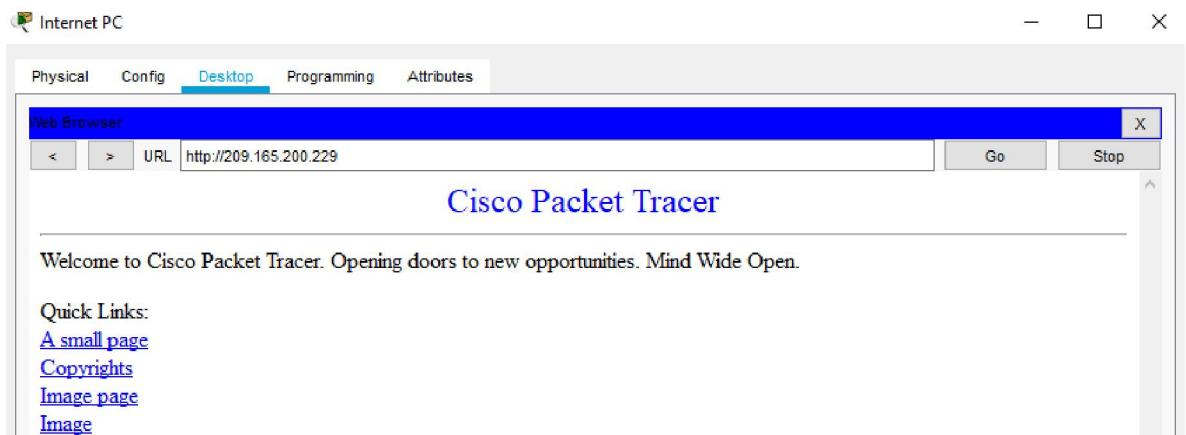 Internet PC
Physical Config Desktop Programming Attributes
Web Browser X
< > URL http://209.165.200.229 Go Stop
Cisco Packet Tracer
Welcome to Cisco Packet Tracer. Opening doors to new opportunities. Mind Wide Open.
Quick Links:
A small page
Copyrights
Image page
Image